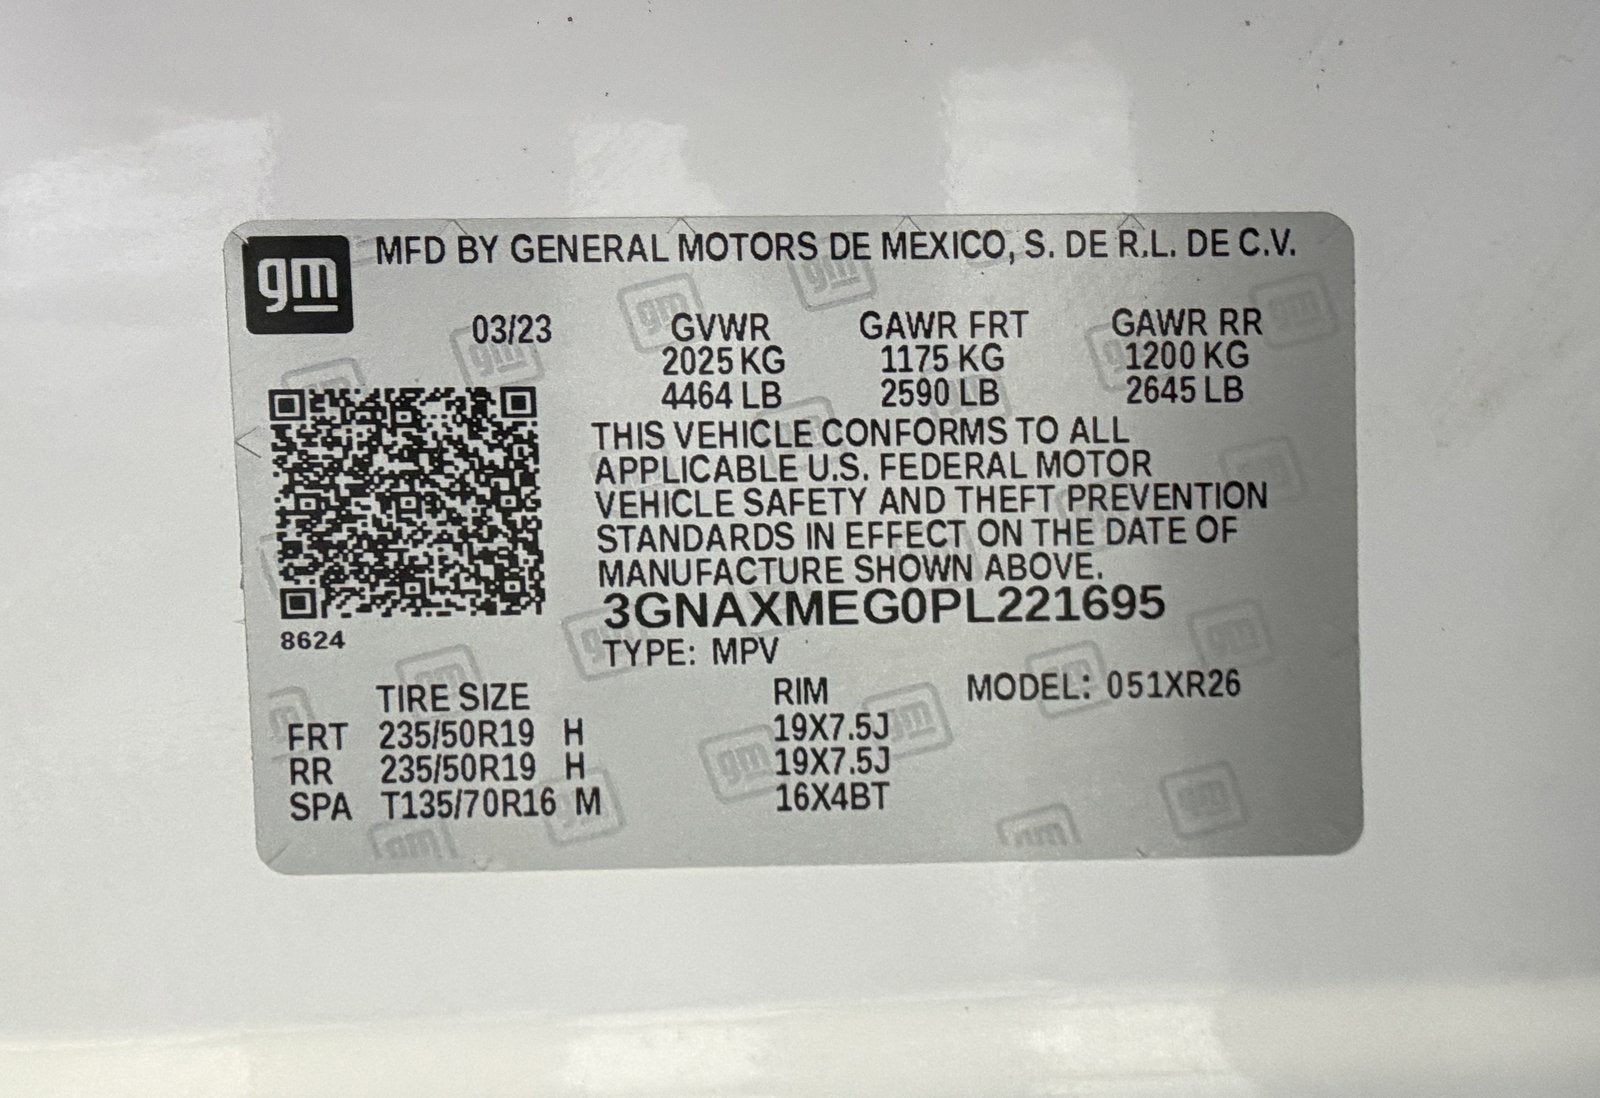 gm MFD BY GENERAL MOTORS DE MEXICO, S. DE R.L. DE C.V.
03/23 GVWR GAWR FRT GAWR RR
2025 KG 1175 KG 1200 KG
4464 LB 2590 LB 2645 LB
THIS VEHICLE CONFORMS TO ALL
APPLICABLE U.S. FEDERAL MOTOR
VEHICLE SAFETY AND THEFT PREVENTION
STANDARDS IN EFFECT ON THE DATE OF
MANUFACTURE SHOWN ABOVE.
3GNAXMEG0PL221695
8624
TYPE: MPV
TIRE SIZE RIM MODEL: 051XR26
FRT 235/50R19 H 19X7.5J
RR 235/50R19 H 19X7.5J
SPA T135/70R16 M 16X4BT